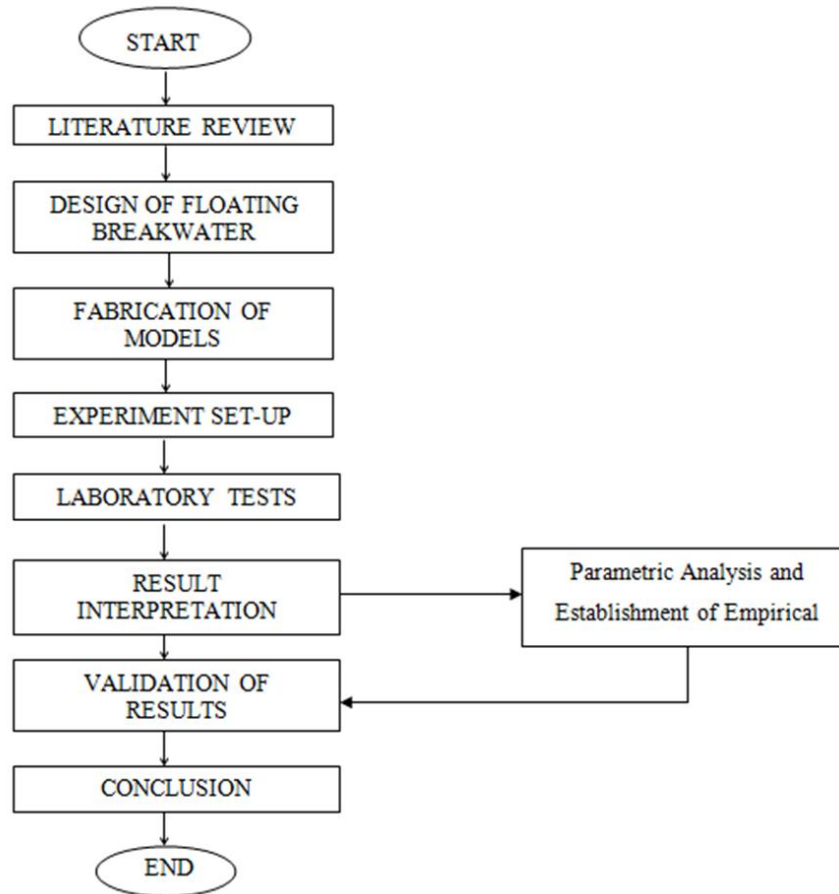 START
LITERATURE REVIEW
DESIGN OF FLOATING
BREAKWATER
FABRICATION OF
MODELS
EXPERIMENT SET-UP
LABORATORY TESTS
RESULT
INTERPRETATION
Parametric Analysis and
Establishment of Empirical
VALIDATION OF
RESULTS
CONCLUSION
END